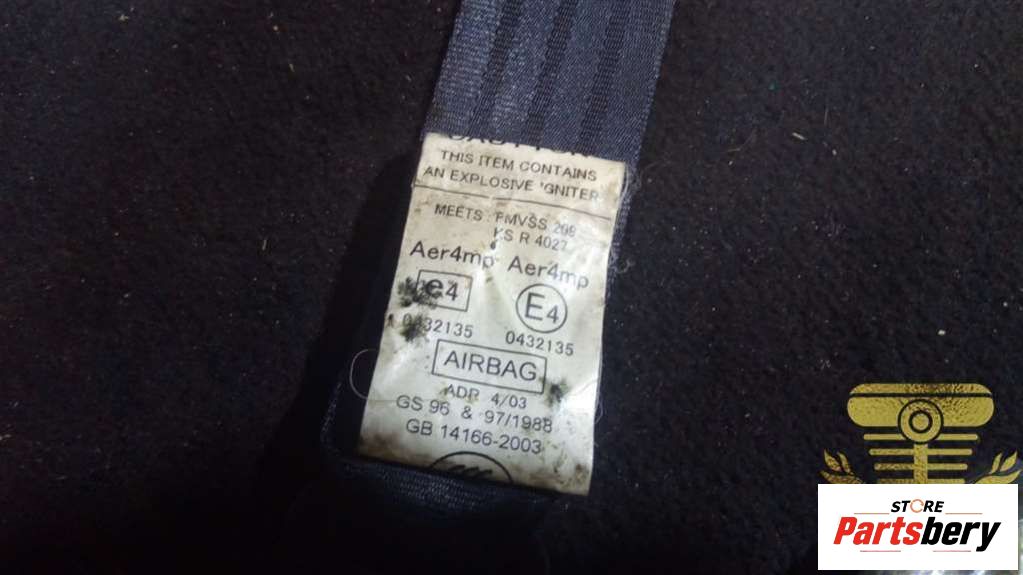 THIS ITEM CONTAINS
AN EXPLOSIVE 'GNITER
MEETS : FMVSS 209
KS R 4027
Aer4mp Aer4mp
e4 E4
0432135 0432135
AIRBAG
ADR 4/03
GS 96 & 97/1988
GB 14166-2003
STORE
Partsbery